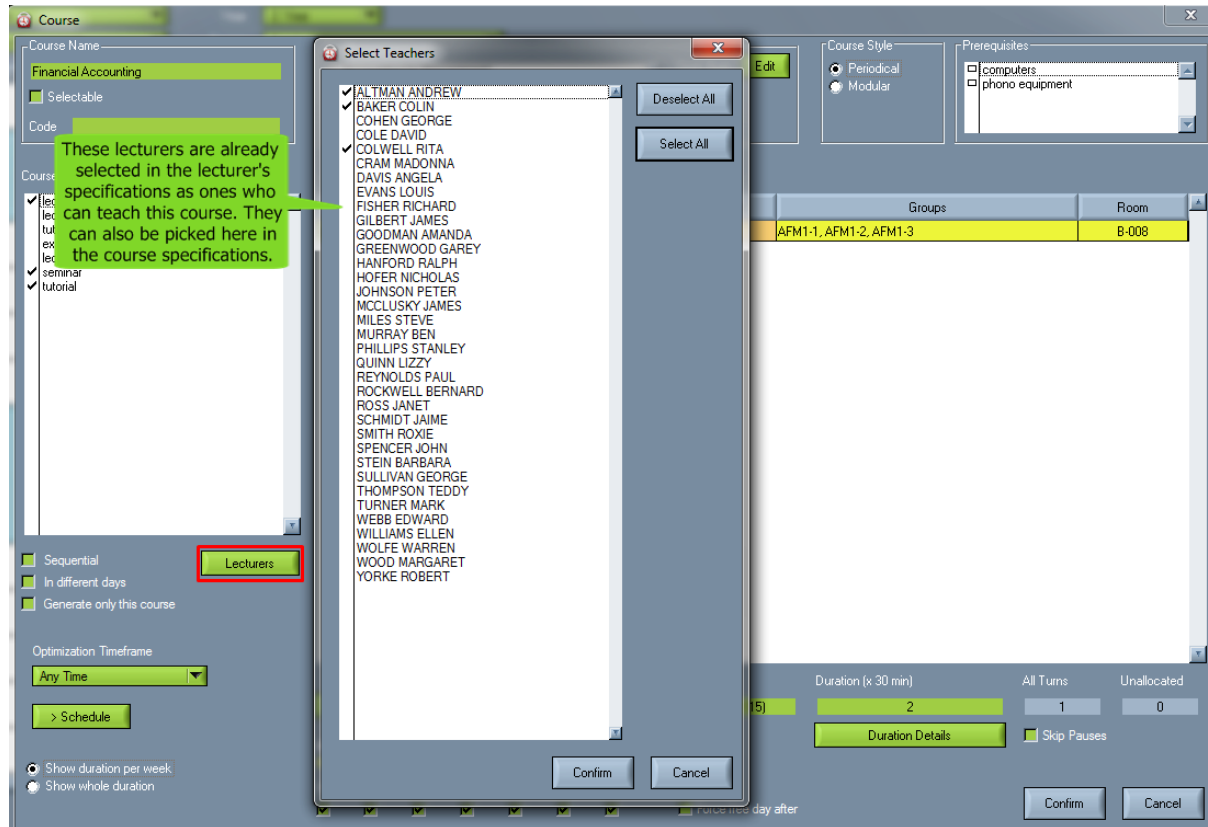 Course
Course Name
Financial Accounting
Selectable
Code
Edit
Course Style
Periodical
Modular
Prerequisites
computers
phono equipment
These lecturers are already
selected in the lecturer's
specifications as ones who
can teach this course. They
can also be picked here in
the course specifications.
Course
seminar
tutorial
Sequential
In different days
Generate only this course
Lecturers
Optimization Timeframe
Any Time
> Schedule
Show duration per week
Show whole duration
Select Teachers
ALTMAN ANDREW
BAKER COLIN
COHEN GEORGE
COLE DAVID
COLWELL RITA
CRAM MADONNA
DAVIS ANGELA
EVANS LOUIS
FISHER RICHARD
GILBERT JAMES
GOODMAN AMANDA
GREENWOOD GAREY
HANFORD RALPH
HOFER NICHOLAS
JOHNSON PETER
MCCLUSKY JAMES
MILES STEVE
MURRAY BEN
PHILLIPS STANLEY
QUINN LIZZY
REYNOLDS PAUL
ROCKWELL BERNARD
ROSS JANET
SCHMIDT JAIME
SMITH ROXIE
SPENCER JOHN
STEIN BARBARA
SULLIVAN GEORGE
THOMPSON TEDDY
TURNER MARK
WEBB EDWARD
WILLIAMS ELLEN
WOLFE WARREN
WOOD MARGARET
YORKE ROBERT
Deselect All
Select All
Confirm
Cancel
Groups
Room
AFM1-1, AFM1-2, AFM1-3
B-008
Duration (x 30 min)
All Turns
Unallocated
15)
2
1
0
Duration Details
Skip Pauses
Force free day after
Confirm
Cancel